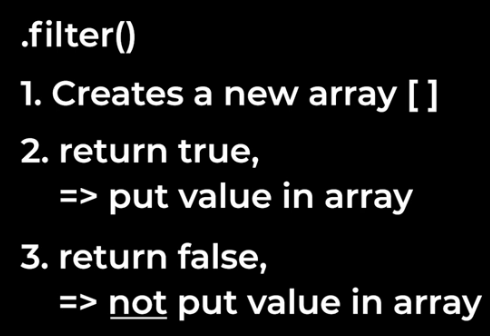 .filter()
1. Creates a new array [ ]
2. return true,
=> put value in array
3. return false,
=> not put value in array